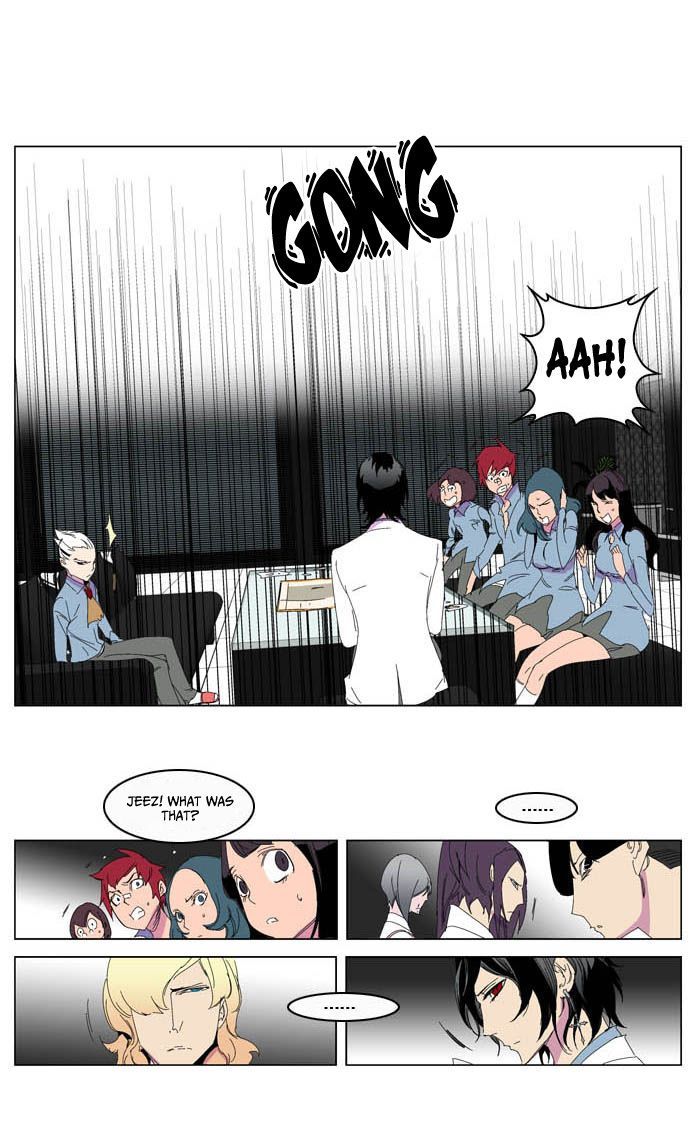 GONG
AAH!
JEEZ! WHAT WAS
THAT?
......
......